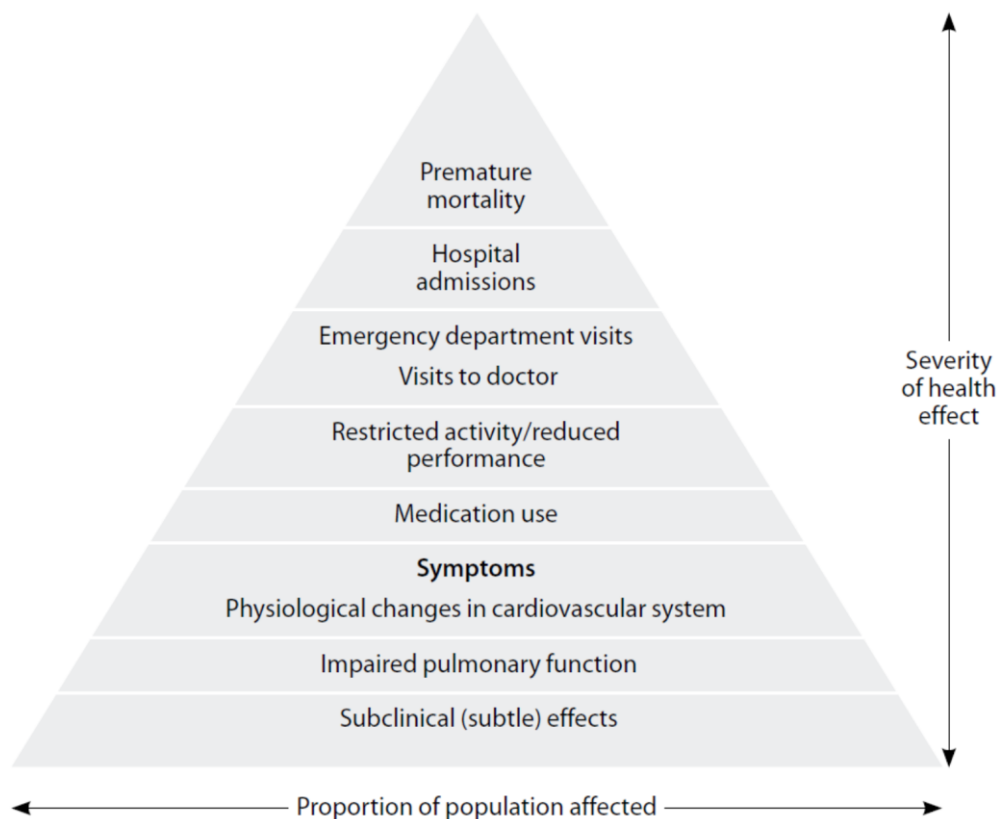 Premature
mortality
Hospital
admissions
Emergency department visits
Visits to doctor
Restricted activity/reduced
performance
Medication use
Symptoms
Physiological changes in cardiovascular system
Impaired pulmonary function
Subclinical (subtle) effects
Severity
of health
effect
Proportion of population affected